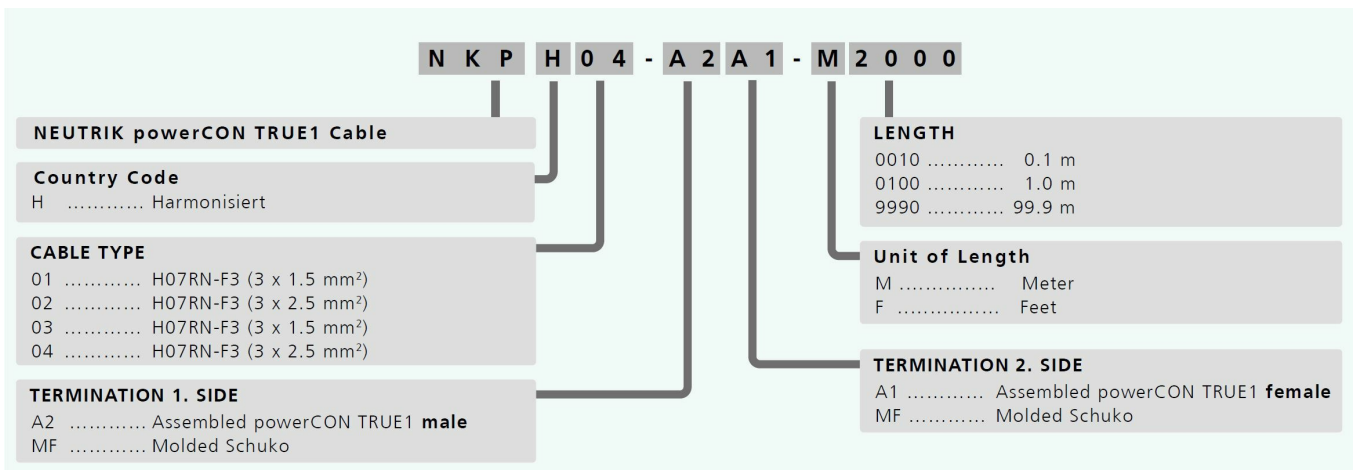 N K P H 0 4 - A 2 A 1 - M 2 0 0 0
NEUTRIK powerCON TRUE1 Cable
Country Code
H ............ Harmonisiert
CABLE TYPE
01 ............ H07RN-F3 (3 x 1.5 mm²)
02 ............ H07RN-F3 (3 x 2.5 mm²)
03 ............ H07RN-F3 (3 x 1.5 mm²)
04 ............ H07RN-F3 (3 x 2.5 mm²)
TERMINATION 1. SIDE
A2 ............ Assembled powerCON TRUE1 male
MF ............ Molded Schuko
LENGTH
0010 ............ 0.1 m
0100 ............ 1.0 m
9990 ............ 99.9 m
Unit of Length
M ............... Meter
F ............... Feet
TERMINATION 2. SIDE
A1 ............ Assembled powerCON TRUE1 female
MF ............ Molded Schuko